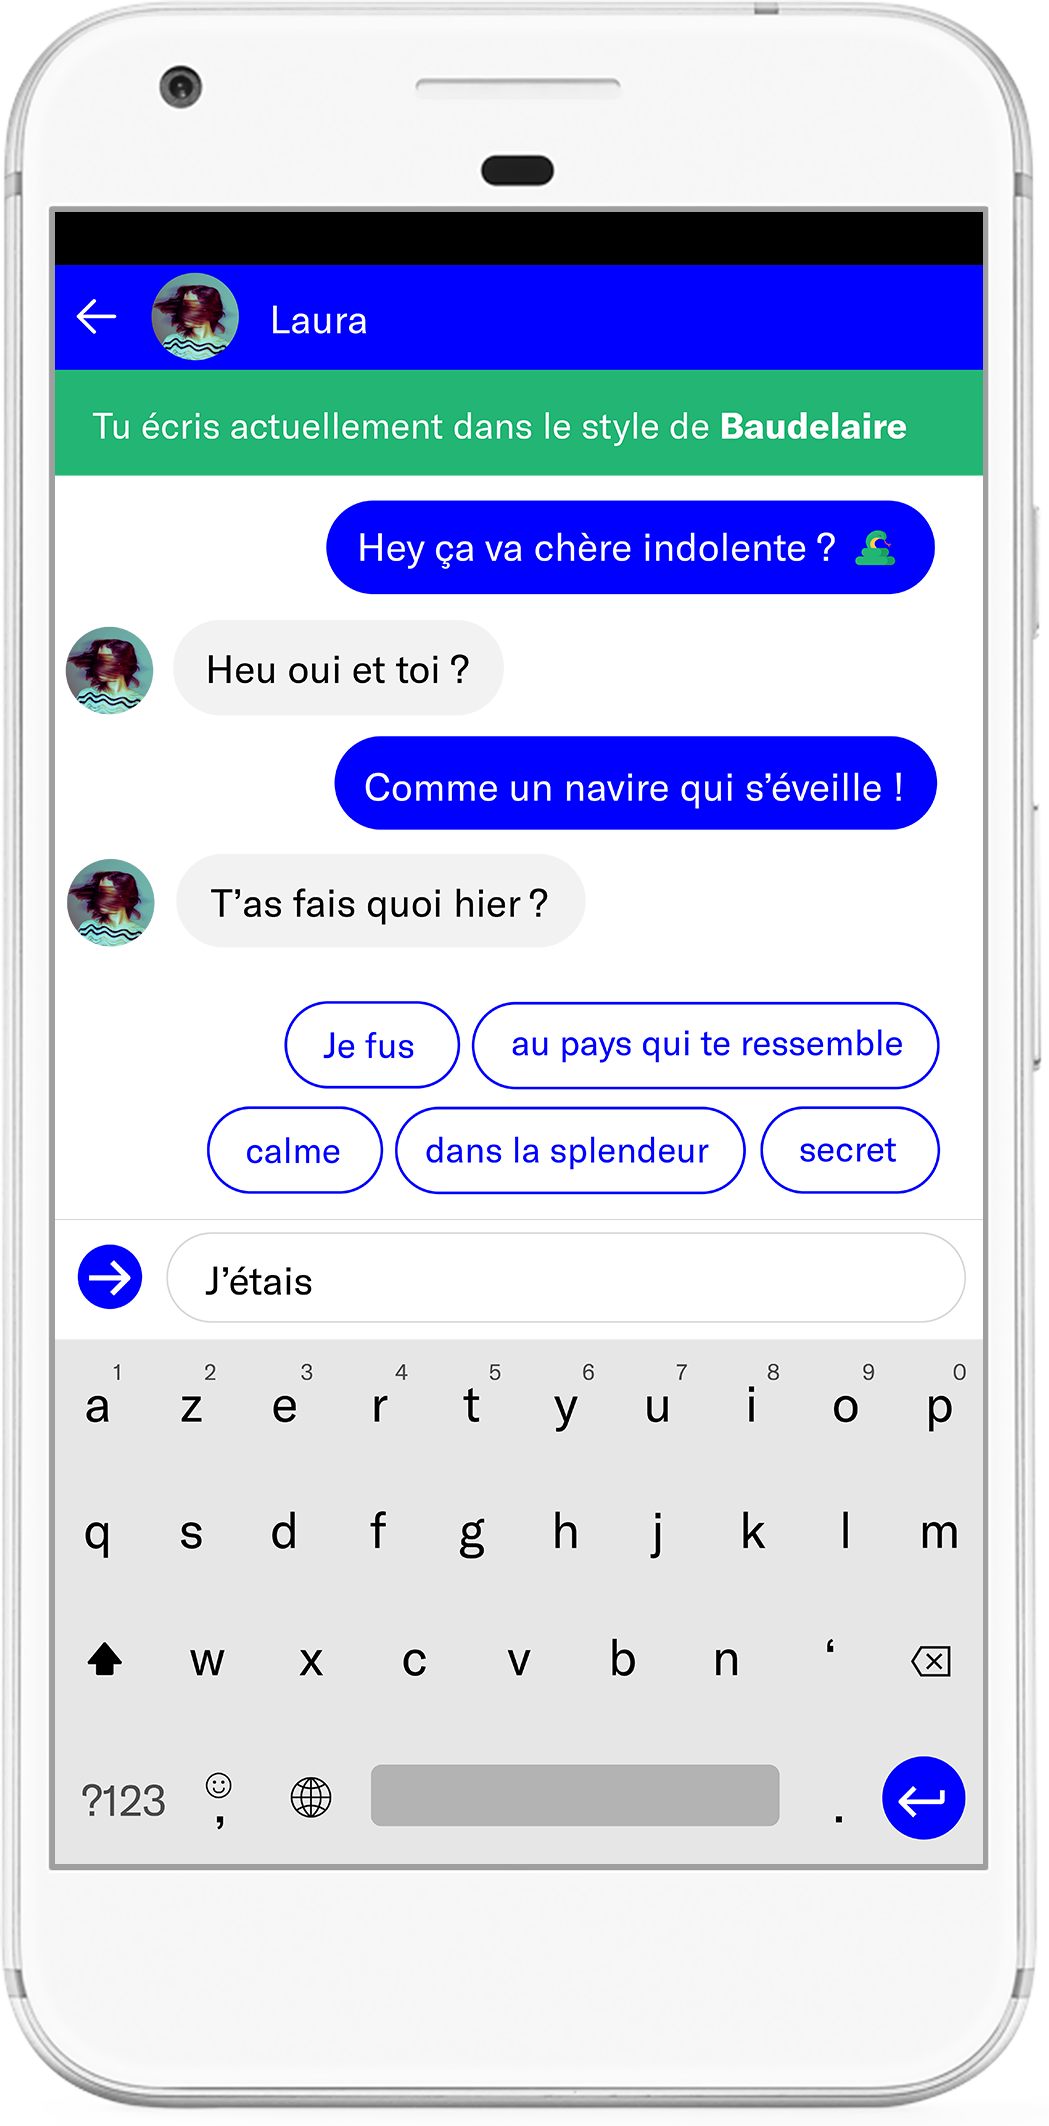 Laura
Tu écris actuellement dans le style de Baudelaire
Hey ça va chère indolente ?
Heu oui et toi ?
Comme un navire qui s’éveille !
T’as fais quoi hier ?
Je fus au pays qui te ressemble
calme dans la splendeur secret
J’étais
1 2 3 4 5 6 7 8 9 0
a z e r t y u i o p
q s d f g h j k l m
w x c v b n ‘
?123 , .